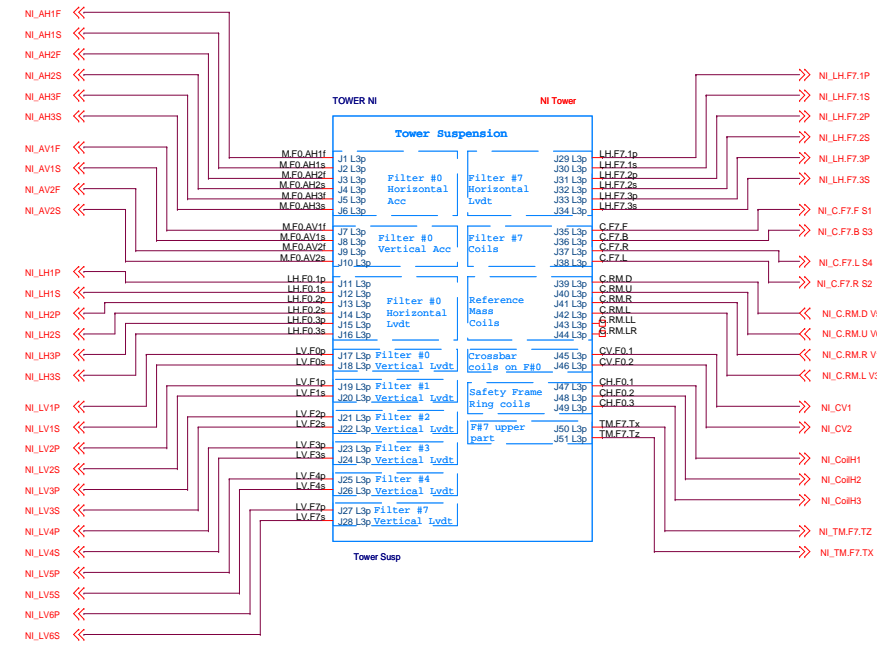 NI_AH1F
NI_AH1S
NI_AH2F
NI_AH2S
NI_AH3F
NI_AH3S
NI_AV1F
NI_AV1S
NI_AV2F
NI_AV2S
NI_LH1P
NI_LH1S
NI_LH2P
NI_LH2S
NI_LH3P
NI_LH3S
NI_LV1P
NI_LV1S
NI_LV2P
NI_LV2S
NI_LV3P
NI_LV3S
NI_LV4P
NI_LV4S
NI_LV5P
NI_LV5S
NI_LV6P
NI_LV6S
TOWER NI
NI Tower
Tower Suspension
M.F0.AH1f
M.F0.AH1s
M.F0.AH2f
M.F0.AH2s
M.F0.AH3f
M.F0.AH3s
J1 L3p
J2 L3p
J3 L3p
J4 L3p
J5 L3p
J6 L3p
Filter #0
Horizontal
Acc
M.F0.AV1f
M.F0.AV1s
M.F0.AV2f
M.F0.AV2s
J7 L3p
J8 L3p
J9 L3p
J10 L3p
Filter #0
Vertical Acc
LH.F0.1p
LH.F0.1s
LH.F0.2p
LH.F0.2s
LH.F0.3p
LH.F0.3s
J11 L3p
J12 L3p
J13 L3p
J14 L3p
J15 L3p
J16 L3p
Filter #0
Horizontal
Lvdt
LV.F0p
LV.F0s
J17 L3p
J18 L3p
Filter #0
Vertical Lvdt
LV.F1p
LV.F1s
J19 L3p
J20 L3p
Filter #1
Vertical Lvdt
LV.F2p
LV.F2s
J21 L3p
J22 L3p
Filter #2
Vertical Lvdt
LV.F3p
LV.F3s
J23 L3p
J24 L3p
Filter #3
Vertical Lvdt
LV.F4p
LV.F4s
J25 L3p
J26 L3p
Filter #4
Vertical Lvdt
LV.F7p
LV.F7s
J27 L3p
J28 L3p
Filter #7
Vertical Lvdt
Filter #7
Horizontal
Lvdt
J29 L3p
J30 L3p
J31 L3p
J32 L3p
J33 L3p
J34 L3p
LH.F7.1p
LH.F7.1s
LH.F7.2p
LH.F7.2s
LH.F7.3p
LH.F7.3s
Filter #7
Coils
J35 L3p
J36 L3p
J37 L3p
J38 L3p
C.F7.F
C.F7.B
C.F7.R
C.F7.L
Reference
Mass
Coils
J39 L3p
J40 L3p
J41 L3p
J42 L3p
J43 L3p
J44 L3p
C.RM.D
C.RM.U
C.RM.R
C.RM.L
C.RM.LL
C.RM.LR
Crossbar
coils on F#0
J45 L3p
J46 L3p
CV.F0.1
CV.F0.2
Safety Frame
Ring coils
J47 L3p
J48 L3p
J49 L3p
CH.F0.1
CH.F0.2
CH.F0.3
F#7 upper
part
J50 L3p
J51 L3p
TM.F7.Tx
TM.F7.Tz
Tower Susp
NI_LH.F7.1P
NI_LH.F7.1S
NI_LH.F7.2P
NI_LH.F7.2S
NI_LH.F7.3P
NI_LH.F7.3S
NI_C.F7.F S1
NI_C.F7.B S3
NI_C.F7.L S4
NI_C.F7.R S2
NI_C.RM.D
NI_C.RM.U
NI_C.RM.R V
NI_C.RM.L
NI_CV1
NI_CV2
NI_CoilH1
NI_CoilH2
NI_CoilH3
NI_TM.F7.TZ
NI_TM.F7.TX